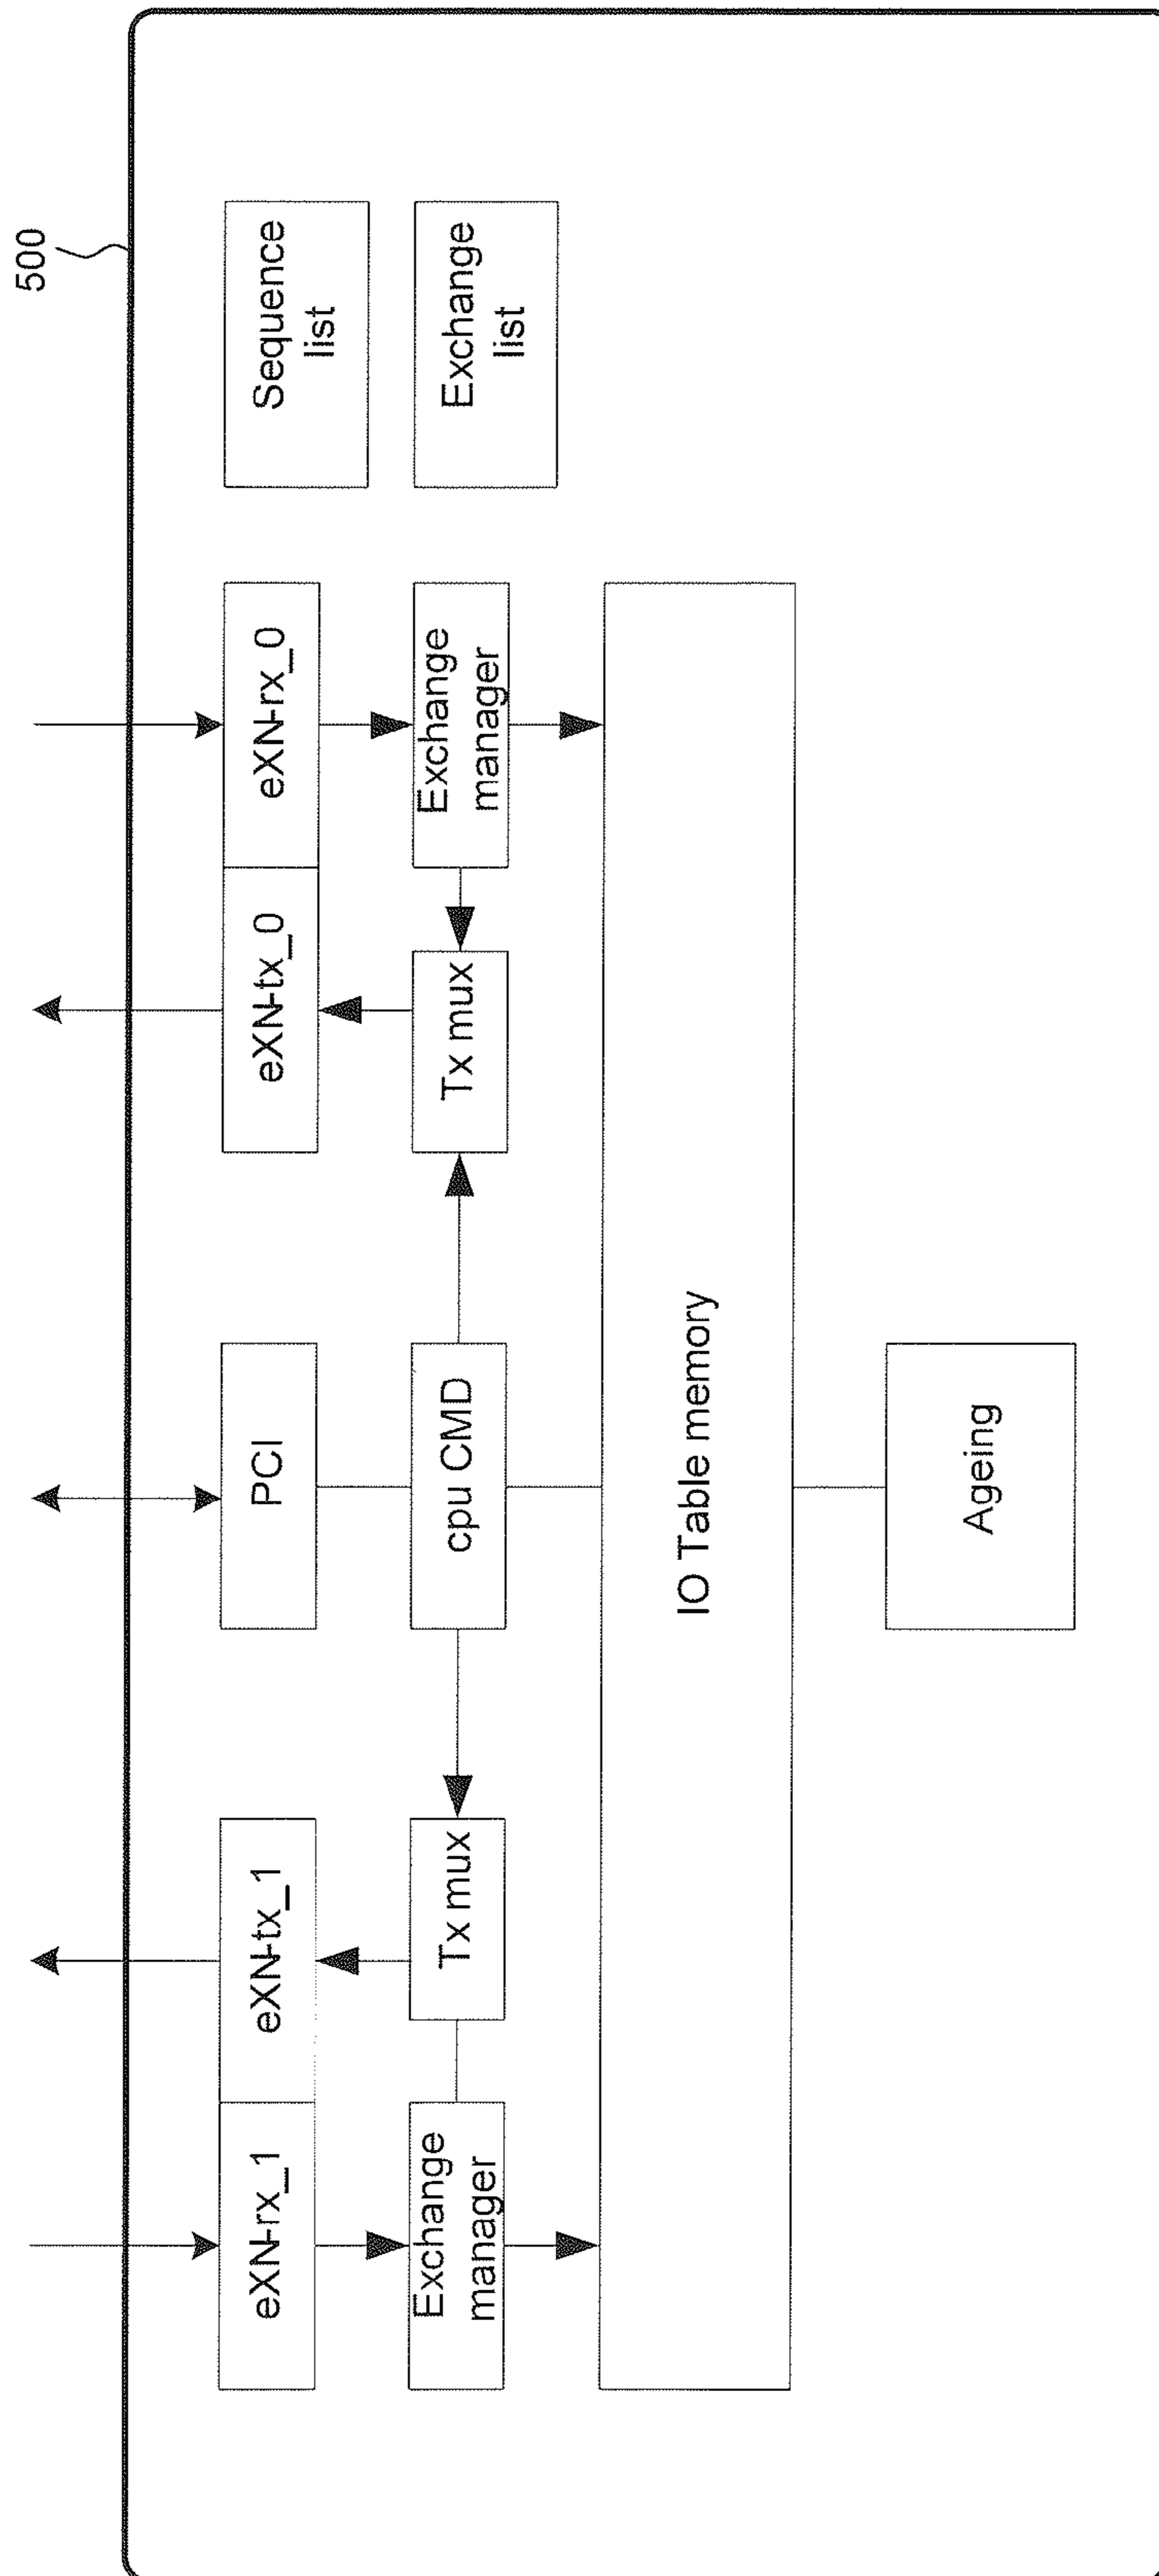 500
Sequence
list
Exchange
list
eXN-rx_0
Exchange
manager
eXN-tx_0
Tx mux
PCI
cpu CMD
IO Table memory
Ageing
eXN-tx_1
Tx mux
eXN-rx_1
Exchange
manager